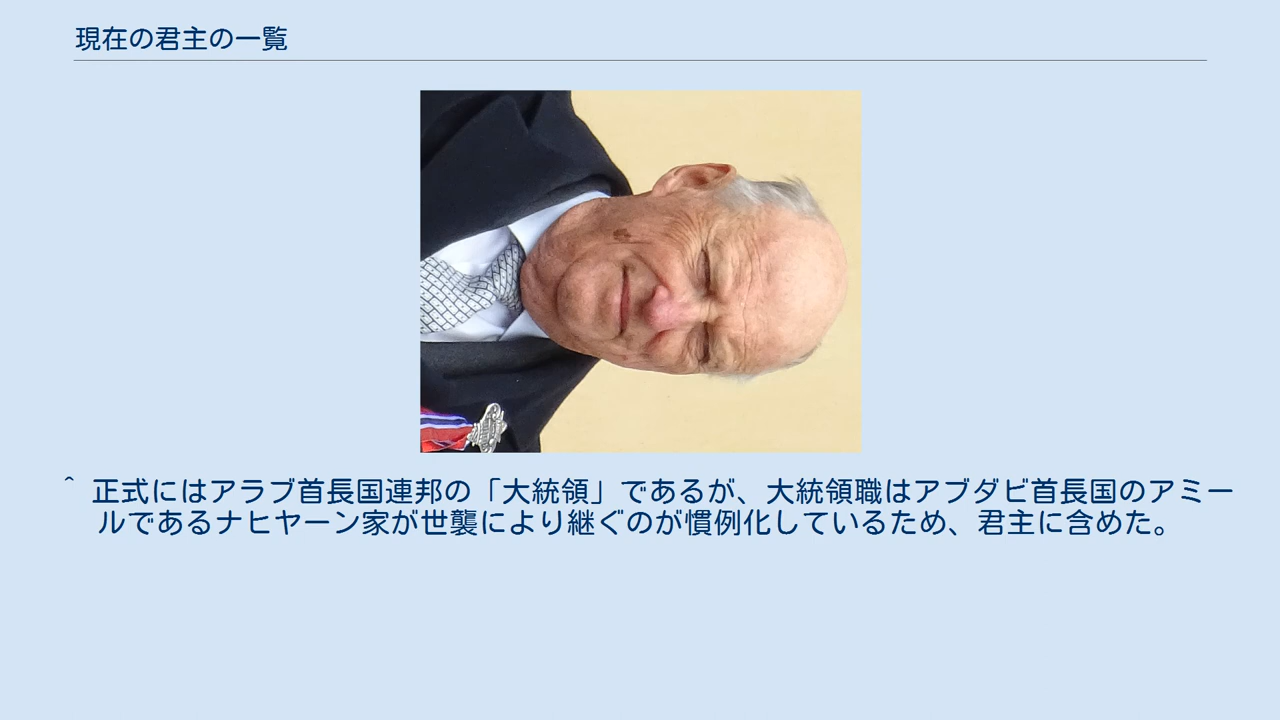 現在の君主の一覧
^ 正式にはアラブ首長国連邦の「大統領」であるが、大統領職はアブダビ首長国のアミー
ルであるナヒヤーン家が世襲により継ぐのが慣例化しているため、君主に含めた。